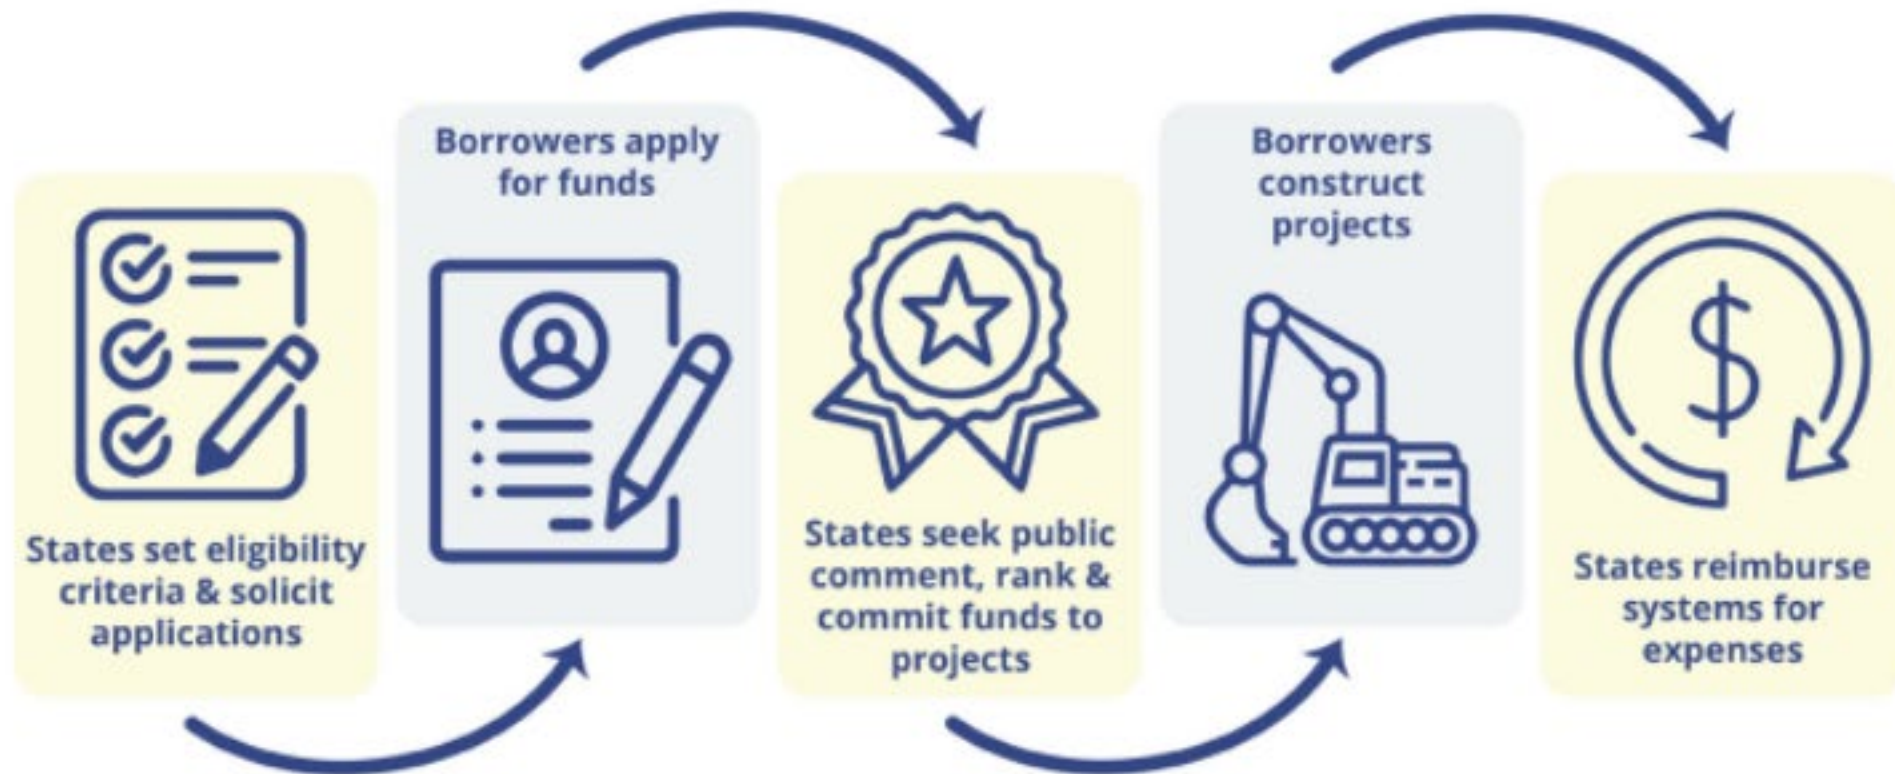 States set eligibility
criteria & solicit
applications
Borrowers apply
for funds
States seek public
comment, rank &
commit funds to
projects
Borrowers
construct
projects
$
States reimburse
systems for
expenses